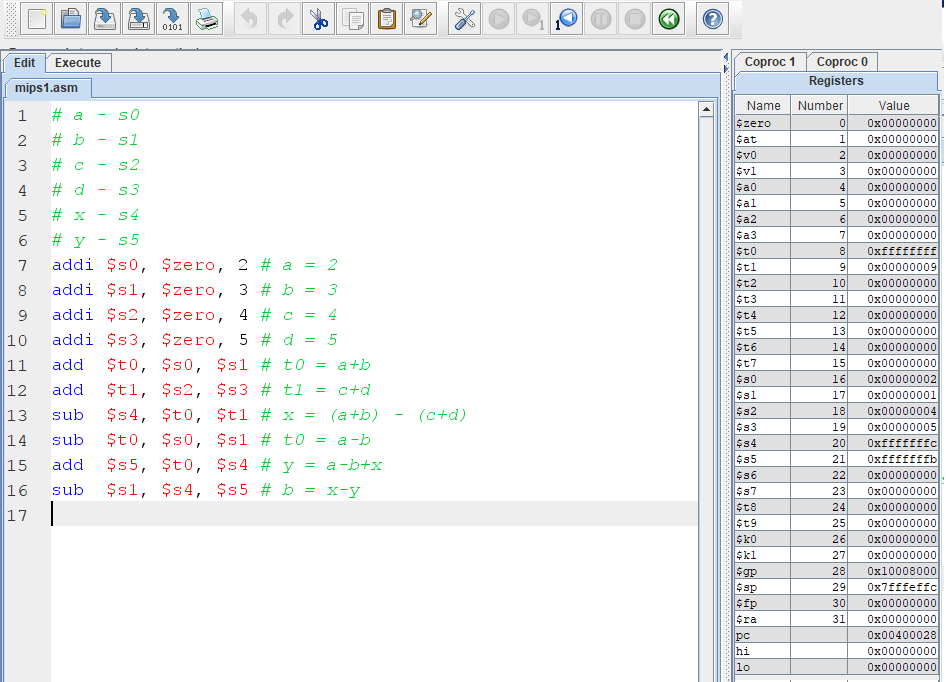 0101
1
1
Edit Execute
mips1.asm
1 # a - s0
2 # b - s1
3 # c - s2
4 # d - s3
5 # x - s4
6 # y - s5
7 addi $s0, $zero, 2 # a = 2
8 addi $s1, $zero, 3 # b = 3
9 addi $s2, $zero, 4 # c = 4
10 addi $s3, $zero, 5 # d = 5
11 add $t0, $s0, $s1 # t0 = a+b
12 add $t1, $s2, $s3 # t1 = c+d
13 sub $s4, $t0, $t1 # x = (a+b) - (c+d)
14 sub $t0, $s0, $s1 # t0 = a-b
15 add $s5, $t0, $s4 # y = a-b+x
16 sub $s1, $s4, $s5 # b = x-y
17
Coproc 1 Coproc 0
Registers
Name Number Value
$zero 0 0x00000000
$at 1 0x00000000
$v0 2 0x00000000
$v1 3 0x00000000
$a0 4 0x00000000
$a1 5 0x00000000
$a2 6 0x00000000
$a3 7 0x00000000
$t0 8 0xffffffff
$t1 9 0x00000009
$t2 10 0x00000000
$t3 11 0x00000000
$t4 12 0x00000000
$t5 13 0x00000000
$t6 14 0x00000000
$t7 15 0x00000000
$s0 16 0x00000002
$s1 17 0x00000001
$s2 18 0x00000004
$s3 19 0x00000005
$s4 20 0xfffffffc
$s5 21 0xfffffffb
$s6 22 0x00000000
$s7 23 0x00000000
$t8 24 0x00000000
$t9 25 0x00000000
$k0 26 0x00000000
$k1 27 0x00000000
$gp 28 0x10008000
$sp 29 0x7fffeffc
$fp 30 0x00000000
$ra 31 0x00000000
pc 0x00400028
hi 0x00000000
lo 0x00000000